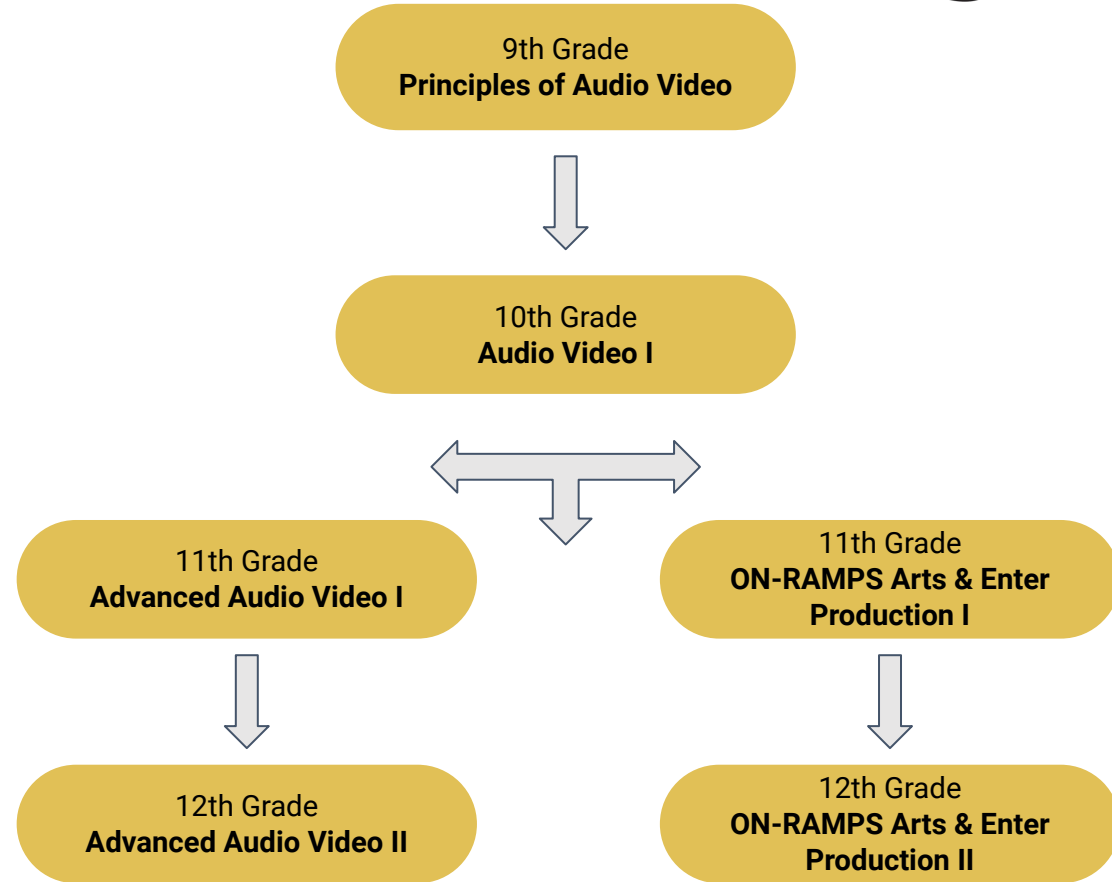 9th Grade
Principles of Audio Video
10th Grade
Audio Video I
11th Grade
Advanced Audio Video I
11th Grade
ON-RAMPS Arts & Enter
Production I
12th Grade
Advanced Audio Video II
12th Grade
ON-RAMPS Arts & Enter
Production II